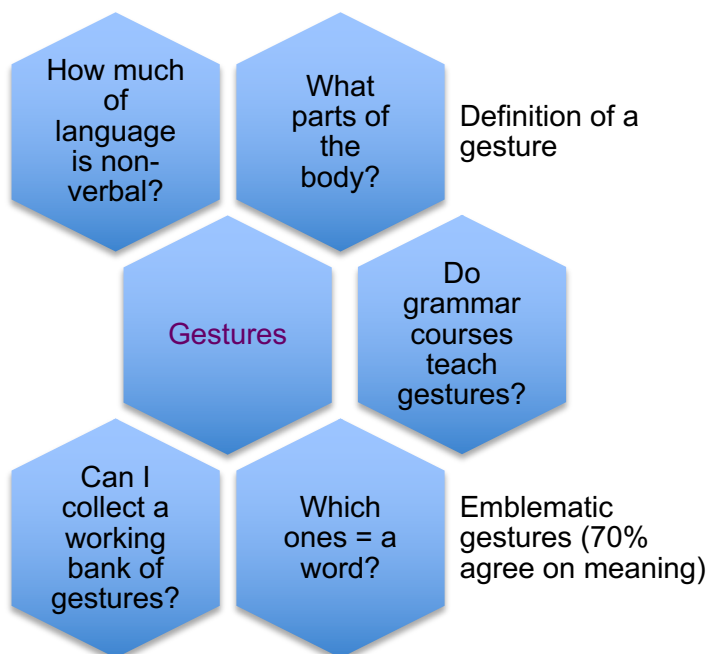 How much
of
language
is non-
verbal?
What
parts of
the
body?
Definition of a
gesture
Gestures
Do
grammar
courses
teach
gestures?
Can I
collect a
working
bank of
gestures?
Which
ones = a
word?
Emblematic
gestures (70%
agree on meaning)